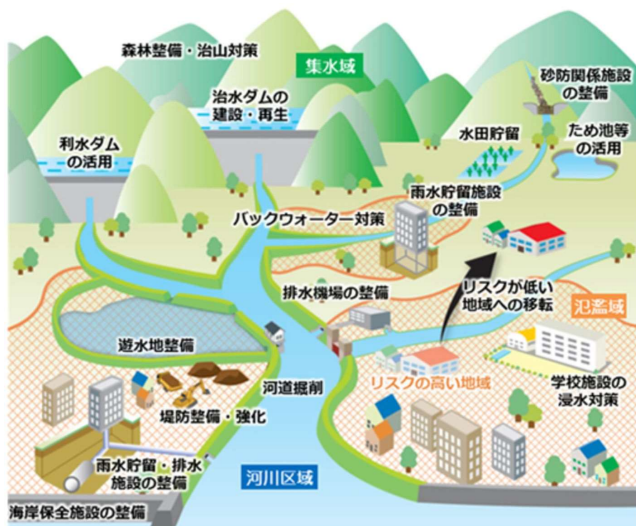 森林整備・治山対策
集水域
砂防関係施設
の整備
治水ダムの
建設・再生
利水ダム
の活用
水田貯留
ため池等
の活用
雨水貯留施設
の整備
バックウォーター対策
排水機場の整備
リスクが低い
地域への移転
氾濫域
遊水地整備
リスクの高い地域
学校施設の
浸水対策
河道掘削
堤防整備・強化
雨水貯留・排水
施設の整備
河川区域
海岸保全施設の整備